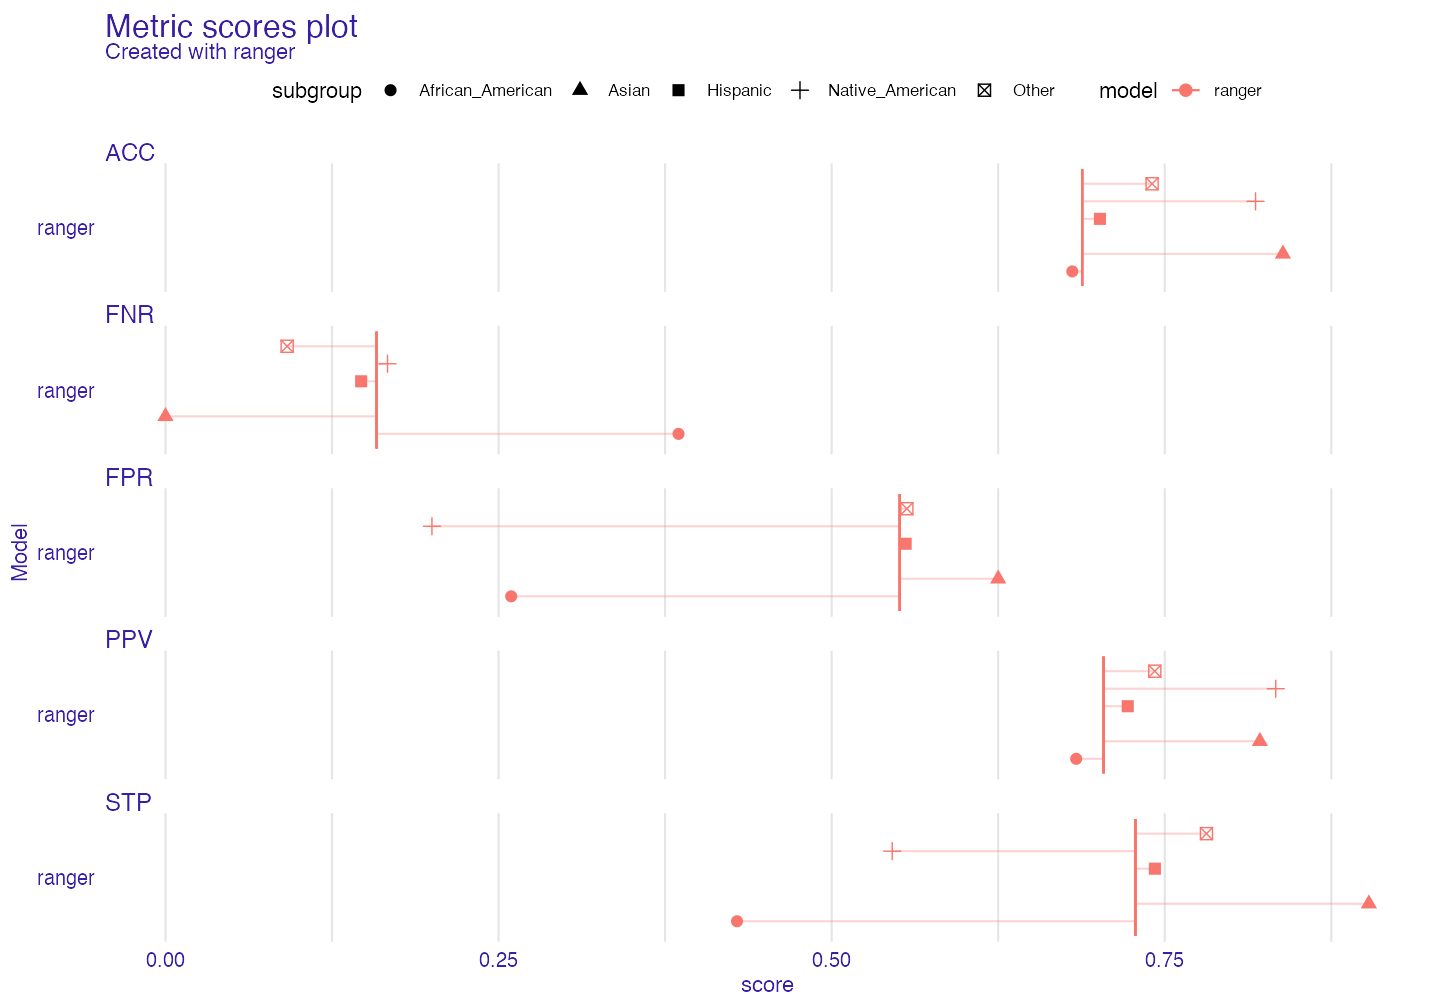 Metric scores plot
Created with ranger
subgroup African_American Asian Hispanic Native_American Other model ranger
ACC
ranger
FNR
ranger
FPR
ranger
Model
PPV
ranger
STP
ranger
0.00 0.25 0.50 0.75
score